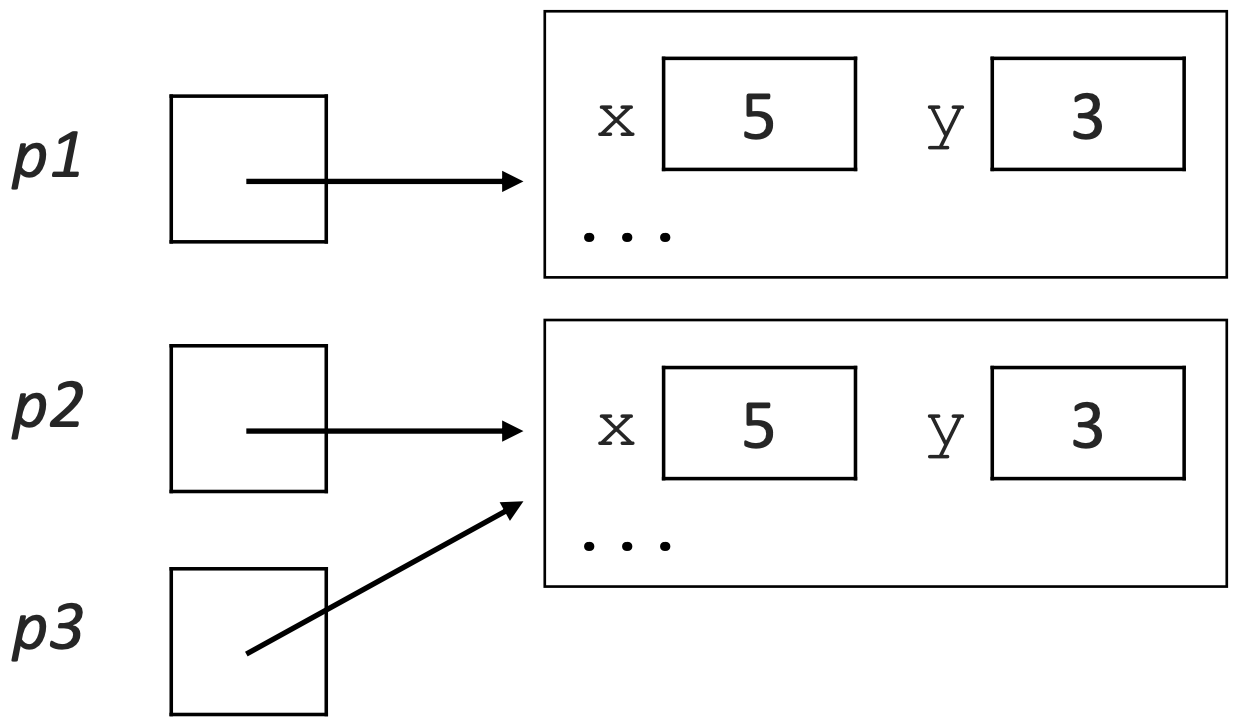 p1
x 5 y 3
. . .
p2
x 5 y 3
. . .
p3